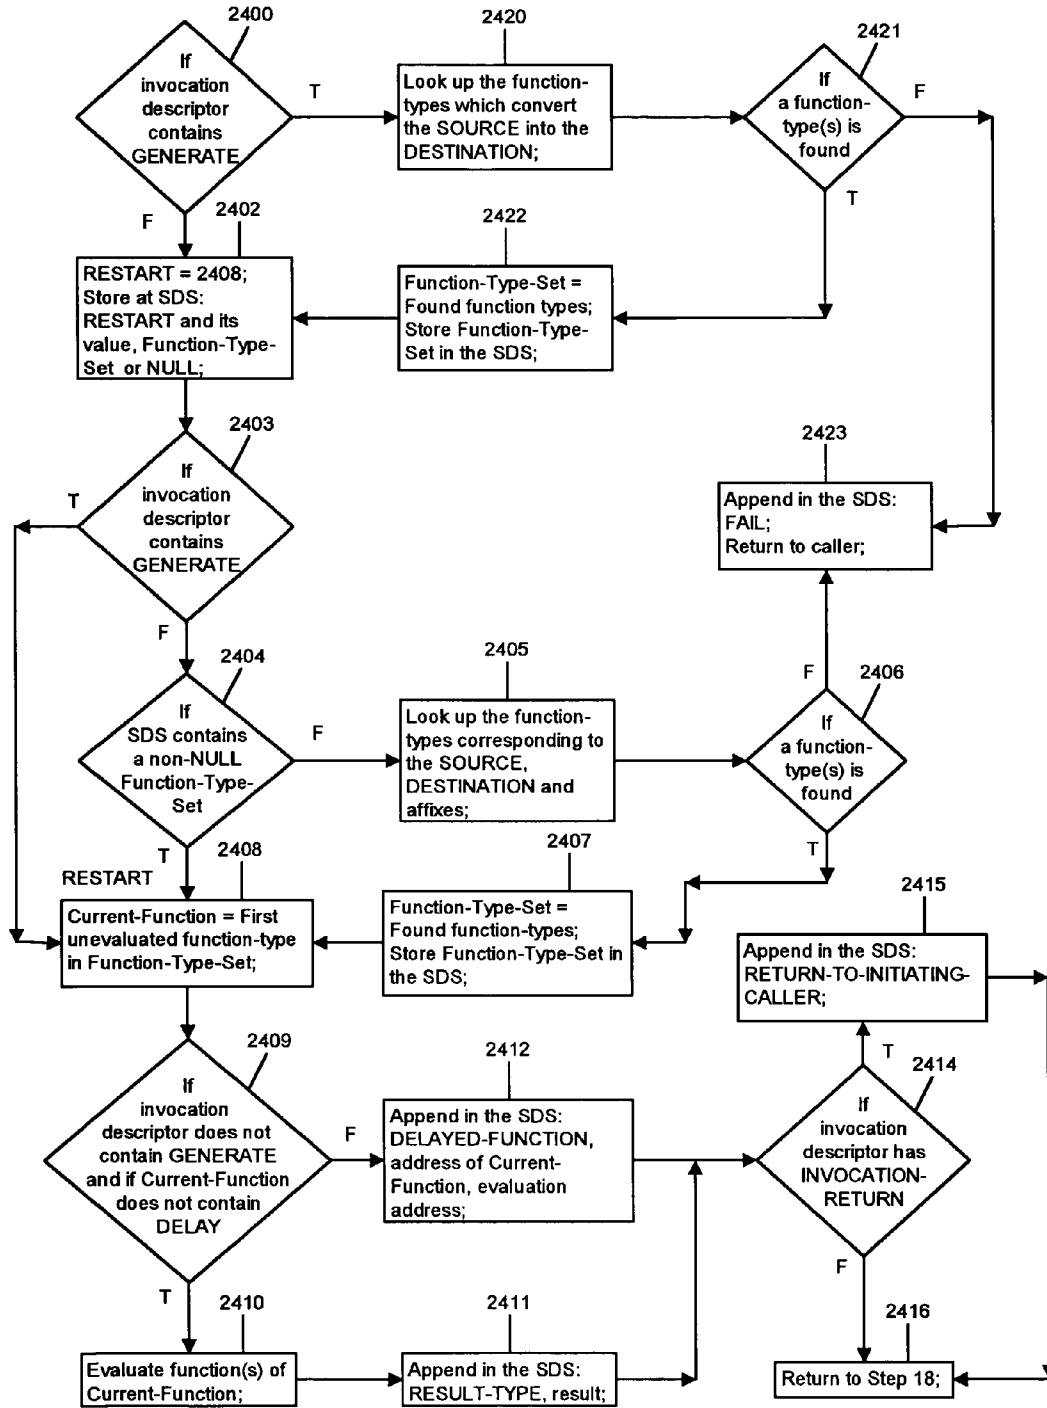 2400
If
invocation
descriptor
contains
GENERATE
T
F
2420
Look up the function-
types which convert
the SOURCE into the
DESTINATION;
2421
If
a function-
type(s) is
found
F
T
2402
RESTART = 2408;
Store at SDS:
RESTART and its
value, Function-Type-
Set or NULL;
2422
Function-Type-Set =
Found function types;
Store Function-Type-
Set in the SDS;
2403
If
invocation
descriptor
contains
GENERATE
T
F
2423
Append in the SDS:
FAIL;
Return to caller;
2404
If
SDS contains
a non-NULL
Function-Type-
Set
F
T
2405
Look up the function-
types corresponding to
the SOURCE,
DESTINATION and
affixes;
2406
If
a function-
type(s) is
found
F
T
RESTART
2408
Current-Function = First
unevaluated function-type
in Function-Type-Set;
2407
Function-Type-Set =
Found function-types;
Store Function-Type-Set in
the SDS;
2415
Append in the SDS:
RETURN-TO-INITIATING-
CALLER;
2409
If
invocation
descriptor does not
contain GENERATE
and if Current-Function
does not contain
DELAY
F
T
2412
Append in the SDS:
DELAYED-FUNCTION,
address of Current-
Function, evaluation
address;
2414
If
invocation
descriptor has
INVOCATION-
RETURN
T
F
2410
Evaluate function(s) of
Current-Function;
2411
Append in the SDS:
RESULT-TYPE, result;
2416
Return to Step 18;